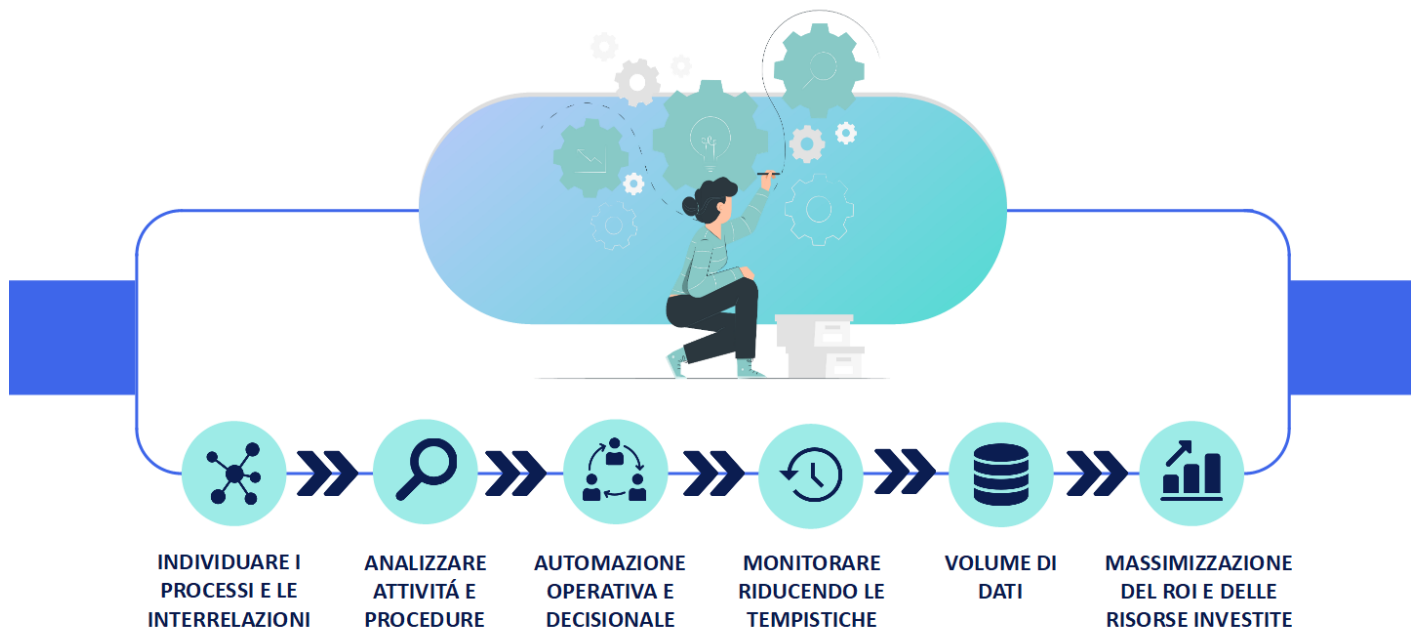 INDIVIDUARE I
PROCESSI E LE
INTERRELAZIONI
ANALIZZARE
ATTIVITÁ E
PROCEDURE
AUTOMAZIONE
OPERATIVA E
DECISIONALE
MONITORARE
RIDUCENDO LE
TEMPISTICHE
VOLUME DI
DATI
MASSIMIZZAZIONE
DEL ROI E DELLE
RISORSE INVESTITE